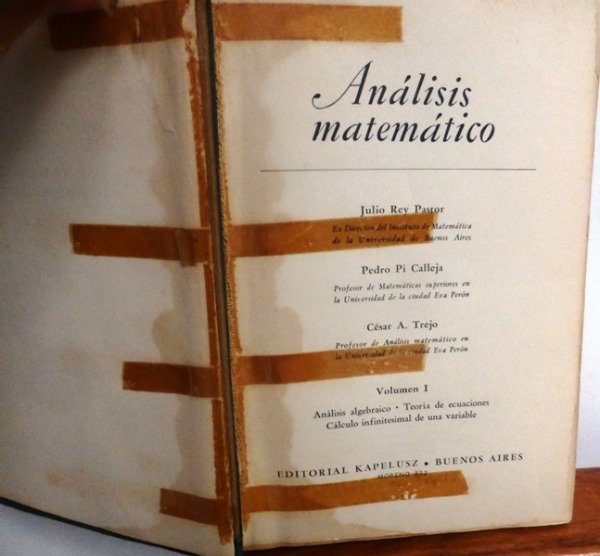 Análisis
matemático
Julio Rey Pastor
Ex Director del Instituto de Matemática
de la Universidad de Buenos Aires
Pedro Pi Calleja
Profesor de Matemáticas superiores en
la Universidad de la ciudad Eva Perón
César A. Trejo
Profesor de Análisis matemático en
la Universidad de la ciudad Eva Perón
Volumen I
Análisis algebraico • Teoría de ecuaciones
Cálculo infinitesimal de una variable
EDITORIAL KAPELUSZ • BUENOS AIRES
MORENO 372